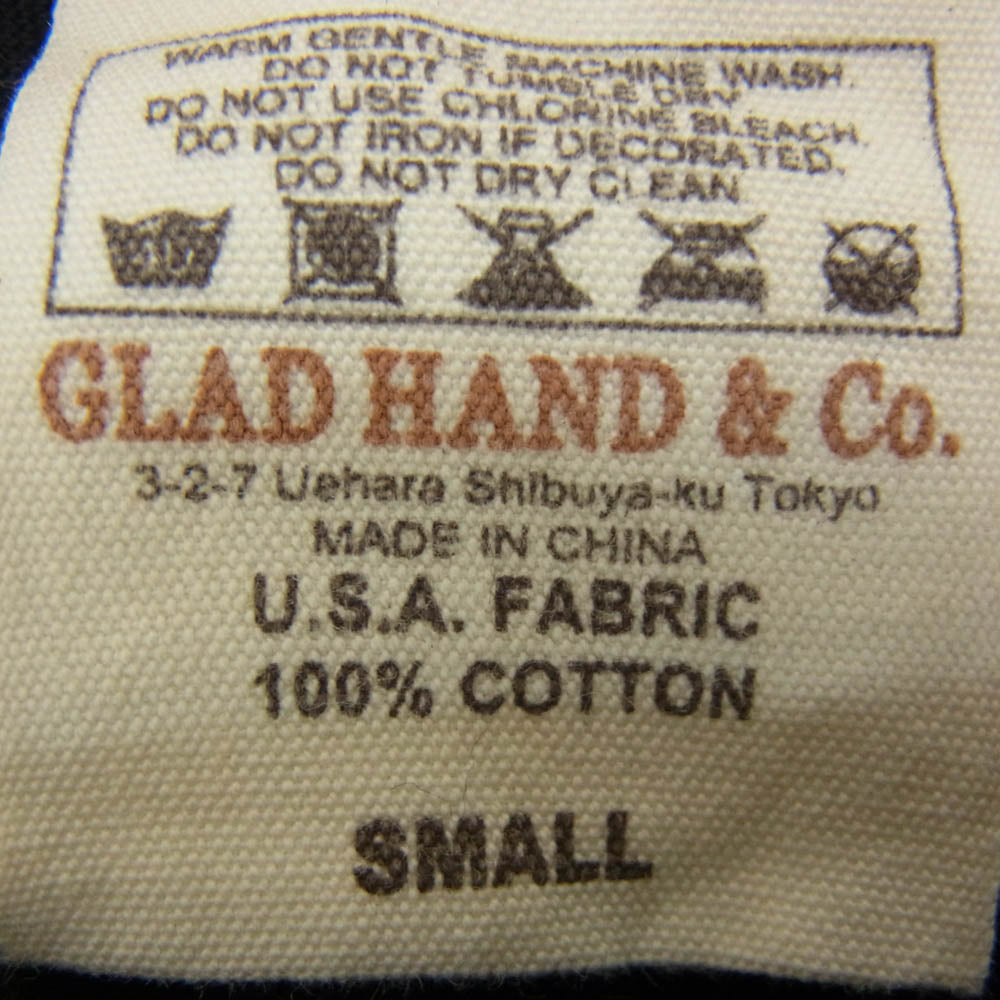 WARM GENTLE MACHINE WASH.
DO NOT TUMBLE DRY.
DO NOT USE CHLORINE BLEACH.
DO NOT IRON IF DECORATED.
DO NOT DRY CLEAN
GLAD HAND & Co.
3-2-7 Uehara Shibuya-ku Tokyo
MADE IN CHINA
U.S.A. FABRIC
100% COTTON
SMALL